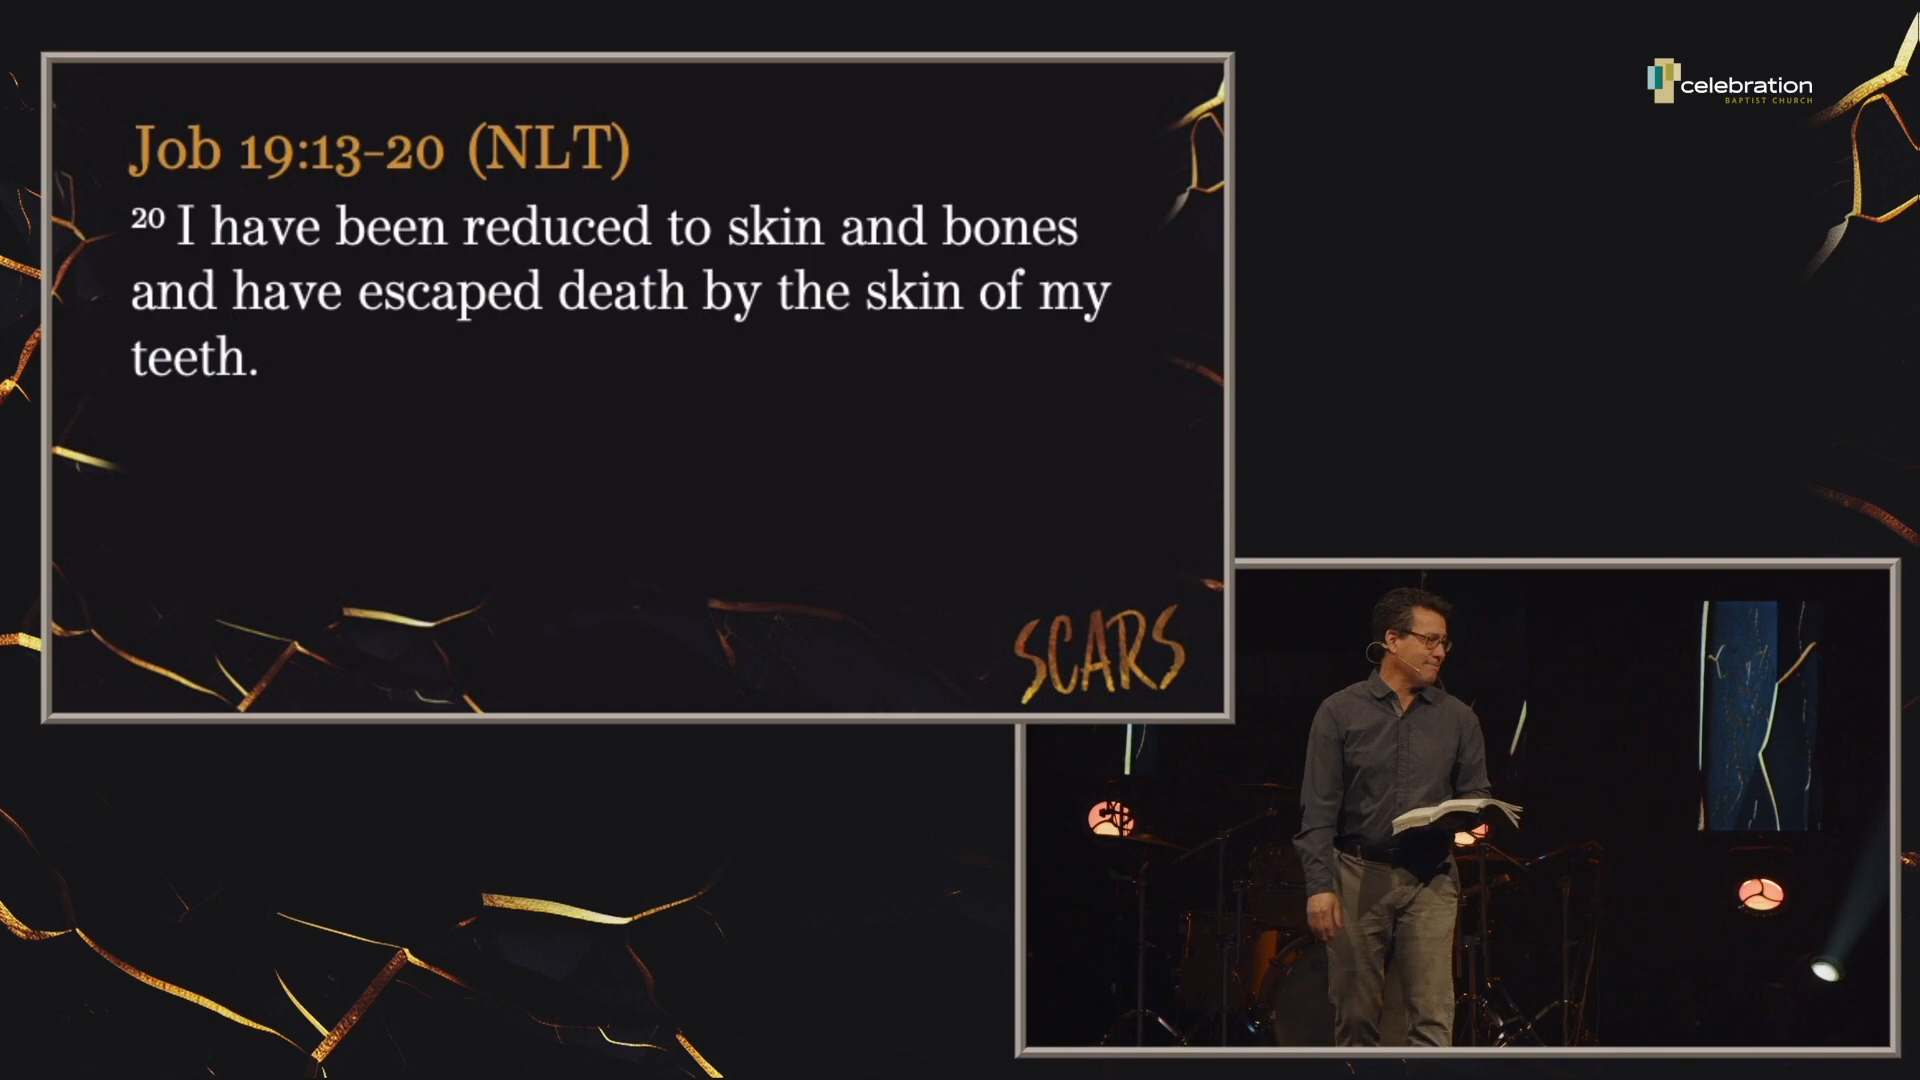 Job 19:13-20 (NLT)
20 I have been reduced to skin and bones
and have escaped death by the skin of my
teeth.
SCARS
celebration
BAPTIST CHURCH